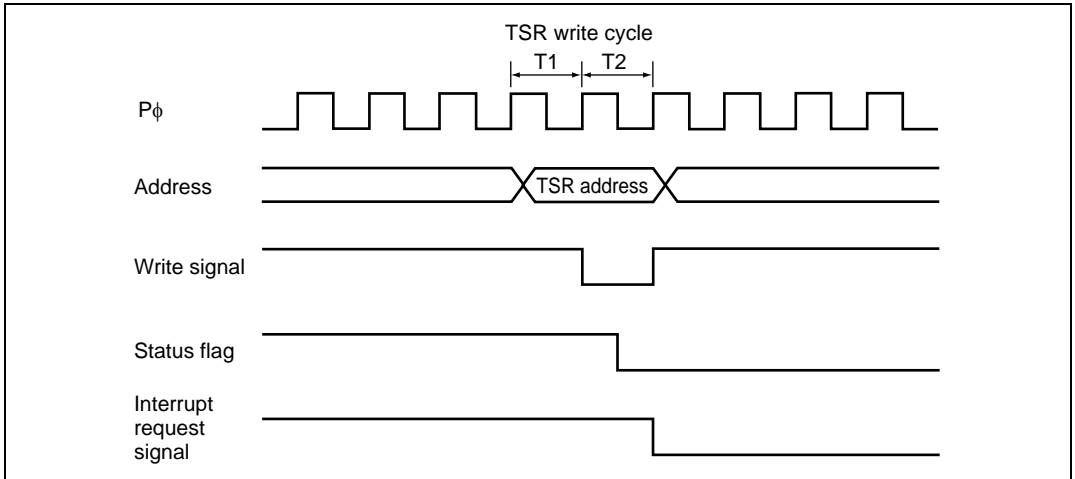 TSR write cycle
T1 T2
Pϕ
Address
TSR address
Write signal
Status flag
Interrupt
request
signal